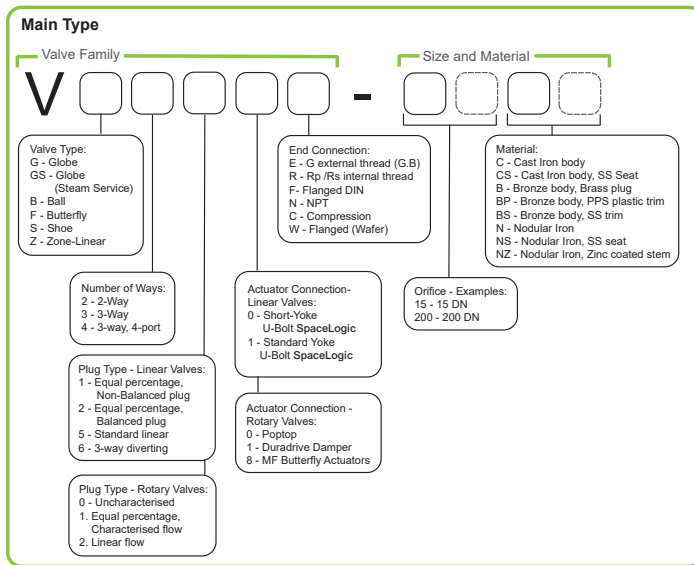 Main Type
Valve Family
Size and Material
V -
Valve Type:
G - Globe
GS - Globe
(Steam Service)
B - Ball
F - Butterfly
S - Shoe
Z - Zone-Linear
End Connection:
E - G external thread (G.B)
R - Rp /Rs internal thread
F- Flanged DIN
N - NPT
C - Compression
W - Flanged (Wafer)
Material:
C - Cast Iron body
CS - Cast Iron body, SS Seat
B - Bronze body, Brass plug
BP - Bronze body, PPS plastic trim
BS - Bronze body, SS trim
N - Nodular Iron
NS - Nodular Iron, SS seat
NZ - Nodular Iron, Zinc coated stem
Number of Ways:
2 - 2-Way
3 - 3-Way
4 - 3-way, 4-port
Actuator Connection-
Linear Valves:
0 - Short-Yoke
U-Bolt SpaceLogic
1 - Standard Yoke
U-Bolt SpaceLogic
Orifice - Examples:
15 - 15 DN
200 - 200 DN
Plug Type - Linear Valves:
1 - Equal percentage,
Non-Balanced plug
2 - Equal percentage,
Balanced plug
5 - Standard linear
6 - 3-way diverting
Actuator Connection -
Rotary Valves:
0 - Poptop
1 - Duradrive Damper
8 - MF Butterfly Actuators
Plug Type - Rotary Valves:
0 - Uncharacterised
1. Equal percentage,
Characterised flow
2. Linear flow